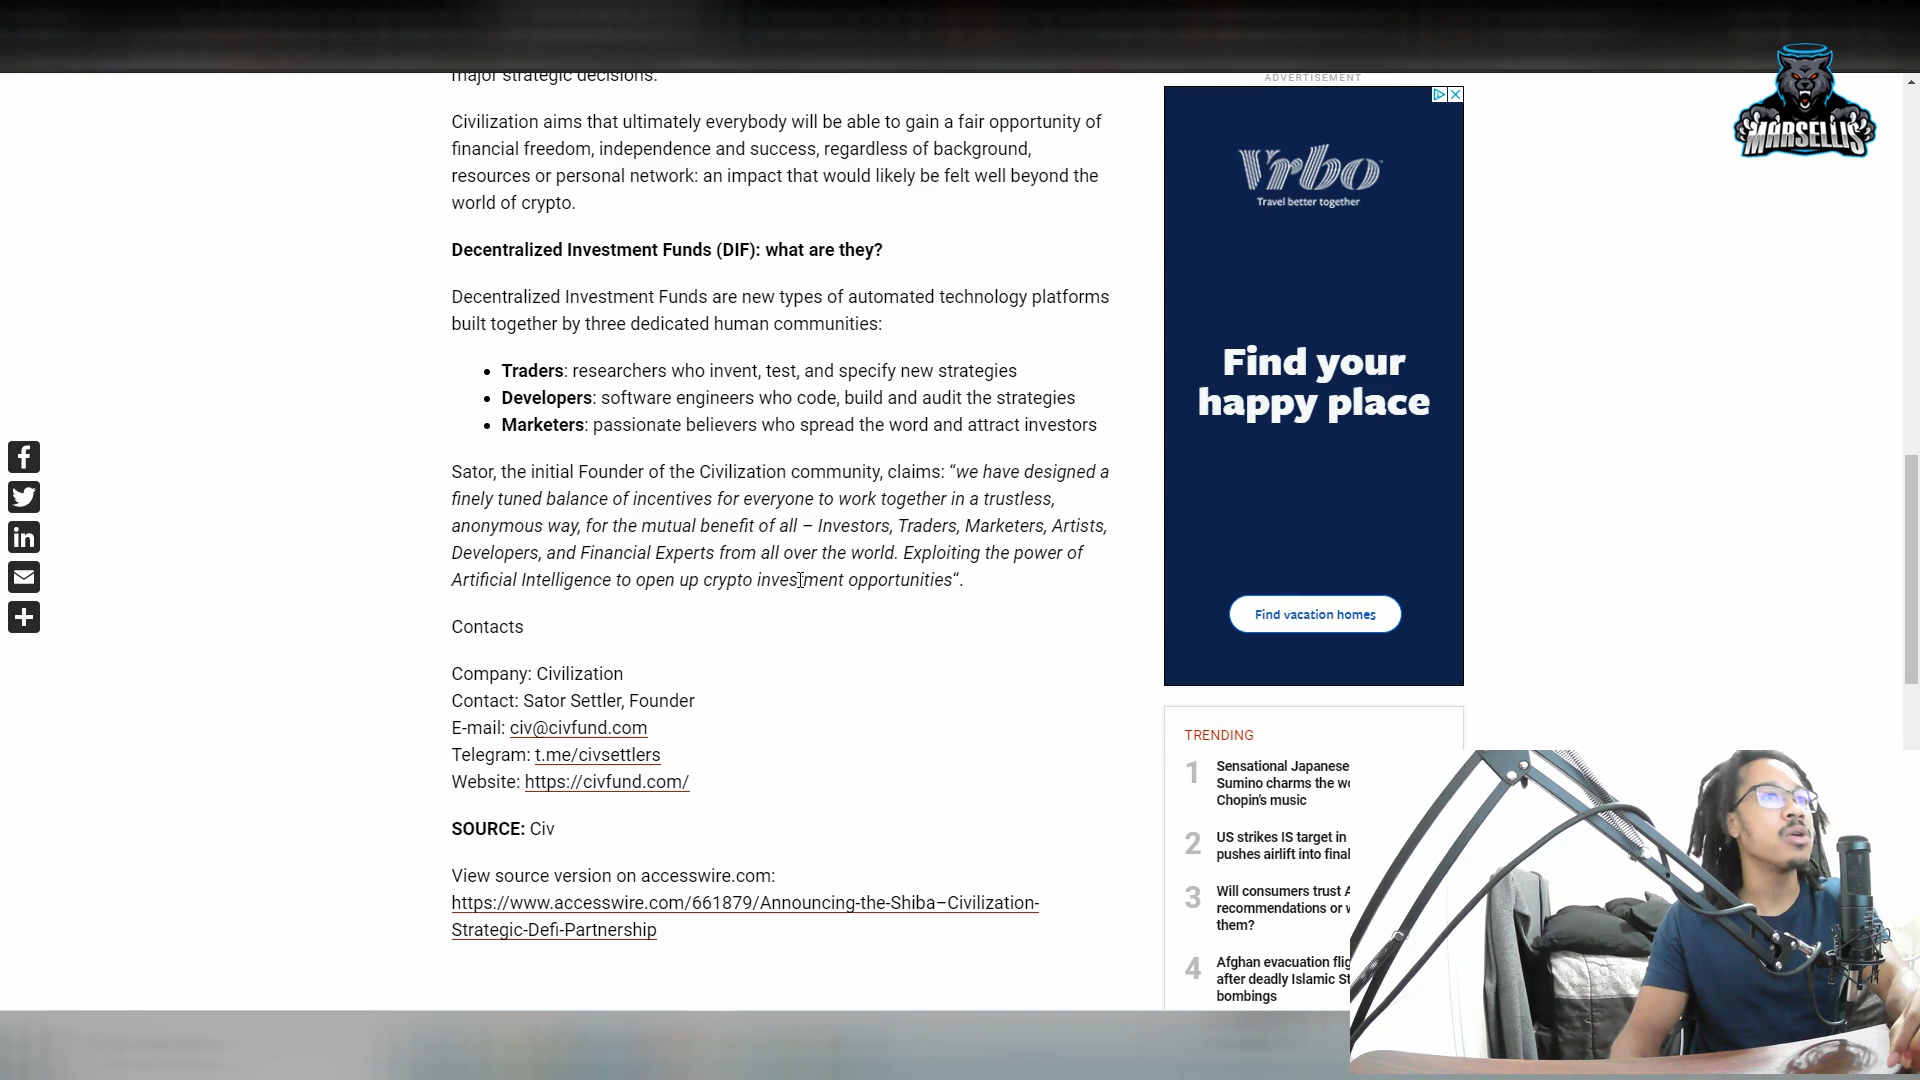 major strategic decisions.
Civilization aims that ultimately everybody will be able to gain a fair opportunity of
financial freedom, independence and success, regardless of background,
resources or personal network: an impact that would likely be felt well beyond the
world of crypto.
Decentralized Investment Funds (DIF): what are they?
Decentralized Investment Funds are new types of automated technology platforms
built together by three dedicated human communities:
• Traders: researchers who invent, test, and specify new strategies
• Developers: software engineers who code, build and audit the strategies
• Marketers: passionate believers who spread the word and attract investors
Sator, the initial Founder of the Civilization community, claims: “we have designed a
finely tuned balance of incentives for everyone to work together in a trustless,
anonymous way, for the mutual benefit of all – Investors, Traders, Marketers, Artists,
Developers, and Financial Experts from all over the world. Exploiting the power of
Artificial Intelligence to open up crypto investment opportunities“.
Contacts
Company: Civilization
Contact: Sator Settler, Founder
E-mail: civ@civfund.com
Telegram: t.me/civsettlers
Website: https://civfund.com/
SOURCE: Civ
View source version on accesswire.com:
https://www.accesswire.com/661879/Announcing-the-Shiba–Civilization-
Strategic-Defi-Partnership
ADVERTISEMENT
Vrbo
Travel better together
Find your
happy place
Find vacation homes
TRENDING
1 Sensational Japanese
Sumino charms the
Chopin's music
2 US strikes IS target in
pushes airlift into final
3 Will consumers trust
recommendations or
them?
4 Afghan evacuation
after deadly Islamic
bombings
MARSELLIS